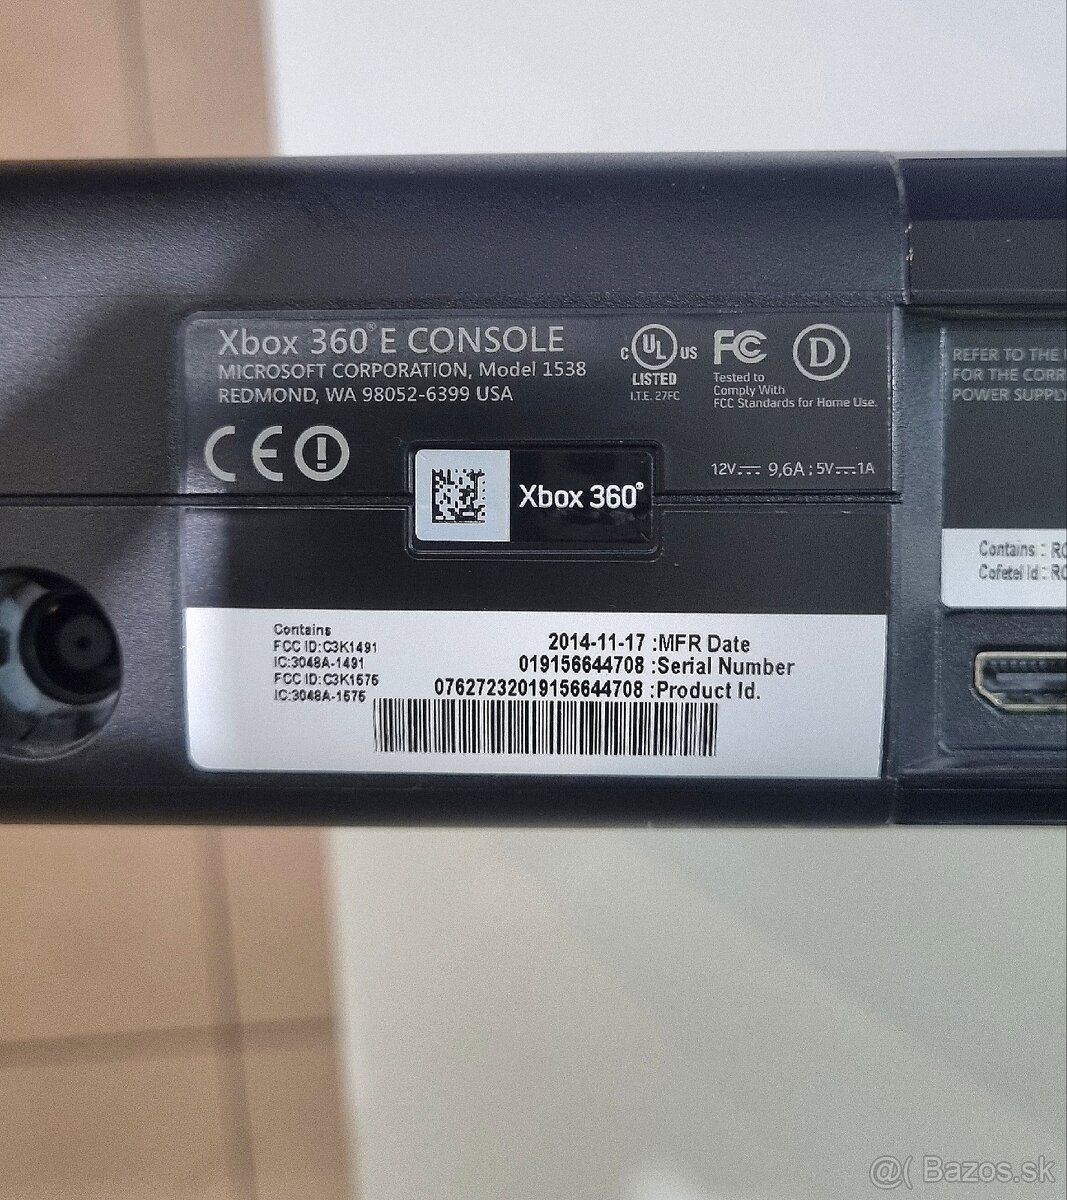 Xbox 360® E CONSOLE
MICROSOFT CORPORATION, Model 1538
REDMOND, WA 98052-6399 USA
C UL US
LISTED
I.T.E. 27FC
FC
Tested to
Comply With
FCC Standards for Home Use.
D
CE
12V 9,6A ; 5V 1A
Xbox 360®
Contains
FCC ID:C3K1491
IC:3048A-1491
FCC ID:C3K1575
IC:3048A-1575
2014-11-17 :MFR Date
019156644708 :Serial Number
07627232019156644708 :Product Id.
REFER TO THE
FOR THE CORR
POWER SUPPLY
Contains : RC
Cofetel Id : RC
@( Bazos.sk